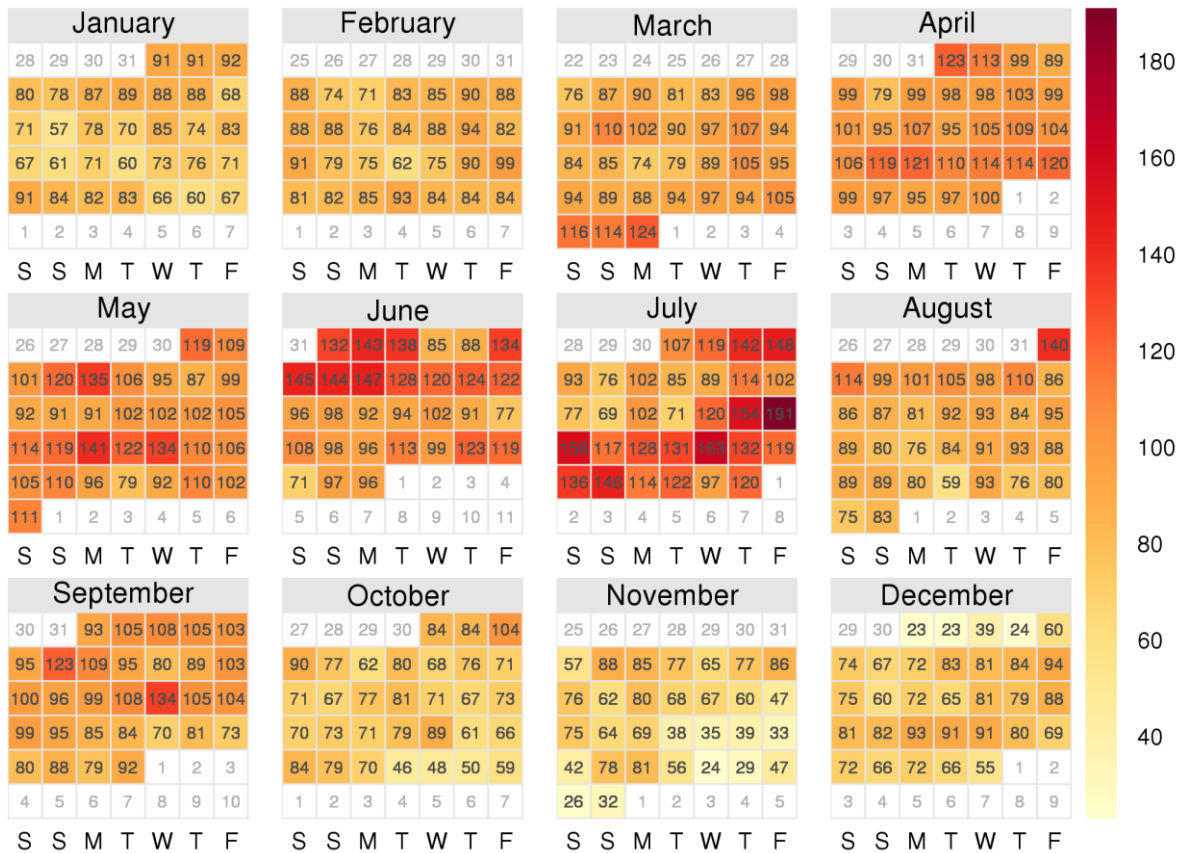 January February March April
28 29 30 31 91 91 92 25 26 27 28 29 30 31 22 23 24 25 26 27 28 29 30 31 123 113 99 89
80 78 87 89 88 88 68 88 74 71 83 85 90 88 76 87 90 81 83 96 98 99 79 99 98 98 103 99
71 57 78 70 85 74 83 88 88 76 84 88 94 82 91 110 102 90 97 107 94 101 95 107 95 105 109 104
67 61 71 60 73 76 71 91 79 75 62 75 90 99 84 85 74 79 89 105 95 106 119 121 110 114 114 120
91 84 82 83 66 60 67 81 82 85 93 84 84 84 94 89 88 94 97 94 105 99 97 95 97 100 1 2
1 2 3 4 5 6 7 1 2 3 4 5 6 7 116 114 124 1 2 3 4 3 4 5 6 7 8 9
S S M T W T F S S M T W T F S S M T W T F S S M T W T F
May June July August
26 27 28 29 30 119 109 31 132 143 138 85 88 134 28 29 30 107 119 142 148 26 27 28 29 30 31 140
101 120 135 106 95 87 99 145 144 147 128 120 124 122 93 76 102 85 89 114 102 114 99 101 105 98 110 86
92 91 91 102 102 102 105 96 98 92 94 102 91 77 77 69 102 71 120 154 191 86 87 81 92 93 84 95
114 119 141 122 134 110 106 108 98 96 113 99 123 119 156 117 128 131 163 132 119 89 80 76 84 91 93 88
105 110 96 79 92 110 102 71 97 96 1 2 3 4 136 146 114 122 97 120 1 89 89 80 59 93 76 80
111 1 2 3 4 5 6 5 6 7 8 9 10 11 2 3 4 5 6 7 8 75 83 1 2 3 4 5
S S M T W T F S S M T W T F S S M T W T F S S M T W T F
September October November December
30 31 93 105 108 105 103 27 28 29 30 84 84 104 25 26 27 28 29 30 31 29 30 23 23 39 24 60
95 123 109 95 80 89 103 90 77 62 80 68 76 71 57 88 85 77 65 77 86 74 67 72 83 81 84 94
100 96 99 108 134 105 104 71 67 77 81 71 67 73 76 62 80 68 67 60 47 75 60 72 65 81 79 88
99 95 85 84 70 81 73 70 73 71 79 89 61 66 75 64 69 38 35 39 33 81 82 93 91 91 80 69
80 88 79 92 1 2 3 84 79 70 46 48 50 59 42 78 81 56 24 29 47 72 66 72 66 55 1 2
4 5 6 7 8 9 10 1 2 3 4 5 6 7 26 32 1 2 3 4 5 3 4 5 6 7 8 9
S S M T W T F S S M T W T F S S M T W T F S S M T W T F
180
160
140
120
100
80
60
40